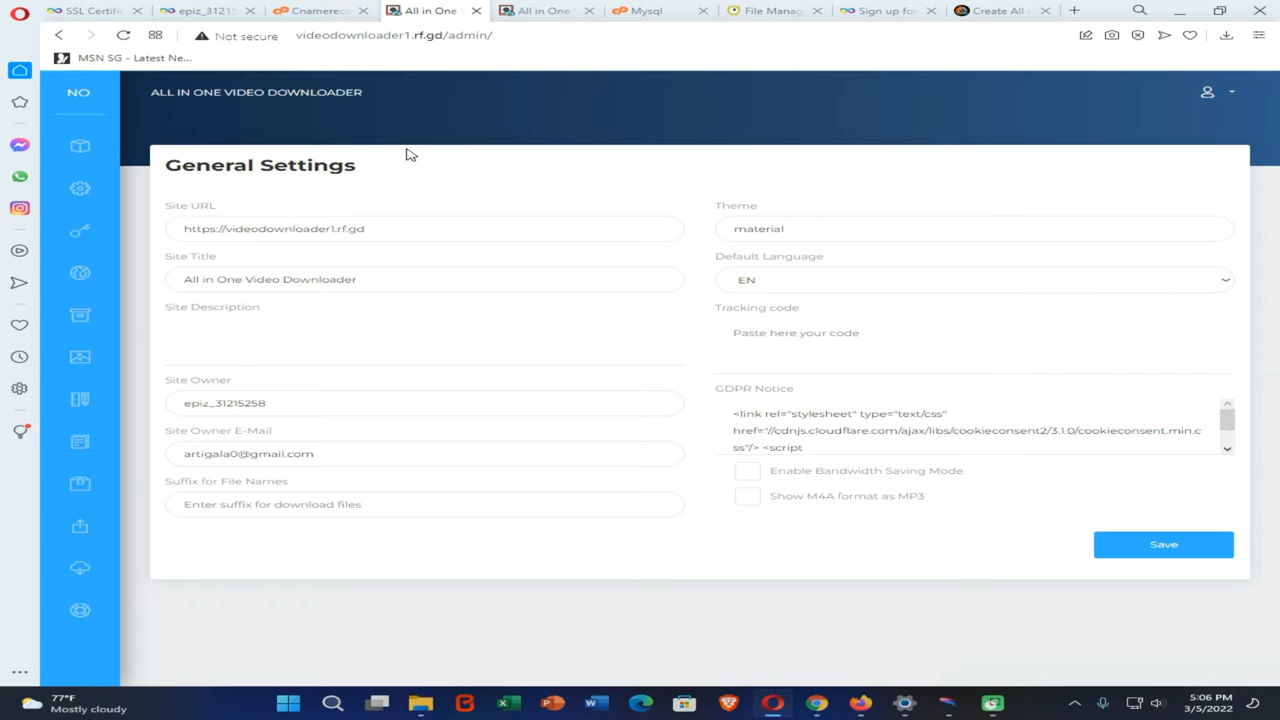 SSL Certific
epiz_31215
Cnamerecc
All in One
All in One
Mysql
File Manag
Sign up fo
Create All
Not secure
videodownloader1.rf.gd/admin/
MSN SG - Latest Ne...
NO
ALL IN ONE VIDEO DOWNLOADER
General Settings
Site URL
https://videodownloader1.rf.gd
Site Title
All in One Video Downloader
Site Description
Site Owner
epiz_31215258
Site Owner E-Mail
artigala0@gmail.com
Suffix for File Names
Enter suffix for download files
Theme
material
Default Language
EN
Tracking code
Paste here your code
GDPR Notice
<link rel="stylesheet" type="text/css"
href="//cdnjs.cloudflare.com/ajax/libs/cookieconsent2/3.1.0/cookieconsent.min.c
ss"/> <script
Enable Bandwidth Saving Mode
Show M4A format as MP3
Save
77°F
Mostly cloudy
5:06 PM
3/5/2022